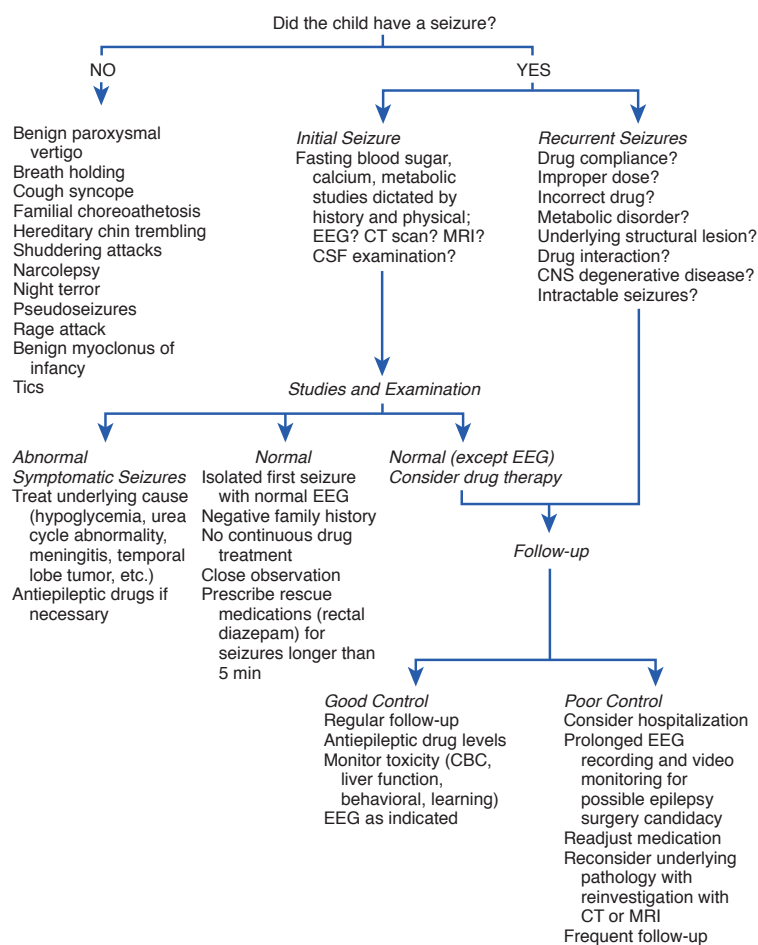 Did the child have a seizure?
NO
YES
Benign paroxysmal
vertigo
Breath holding
Cough syncope
Familial choreoathetosis
Hereditary chin trembling
Shuddering attacks
Narcolepsy
Night terror
Pseudoseizures
Rage attack
Benign myoclonus of
infancy
Tics
Initial Seizure
Fasting blood sugar,
calcium, metabolic
studies dictated by
history and physical;
EEG? CT scan? MRI?
CSF examination?
Recurrent Seizures
Drug compliance?
Improper dose?
Incorrect drug?
Metabolic disorder?
Underlying structural lesion?
Drug interaction?
CNS degenerative disease?
Intractable seizures?
Studies and Examination
Abnormal
Symptomatic Seizures
Treat underlying cause
(hypoglycemia, urea
cycle abnormality,
meningitis, temporal
lobe tumor, etc.)
Antiepileptic drugs if
necessary
Normal
Isolated first seizure
with normal EEG
Negative family history
No continuous drug
treatment
Close observation
Prescribe rescue
medications (rectal
diazepam) for
seizures longer than
5 min
Normal (except EEG)
Consider drug therapy
Follow-up
Good Control
Regular follow-up
Antiepileptic drug levels
Monitor toxicity (CBC,
liver function,
behavioral, learning)
EEG as indicated
Poor Control
Consider hospitalization
Prolonged EEG
recording and video
monitoring for
possible epilepsy
surgery candidacy
Readjust medication
Reconsider underlying
pathology with
reinvestigation with
CT or MRI
Frequent follow-up